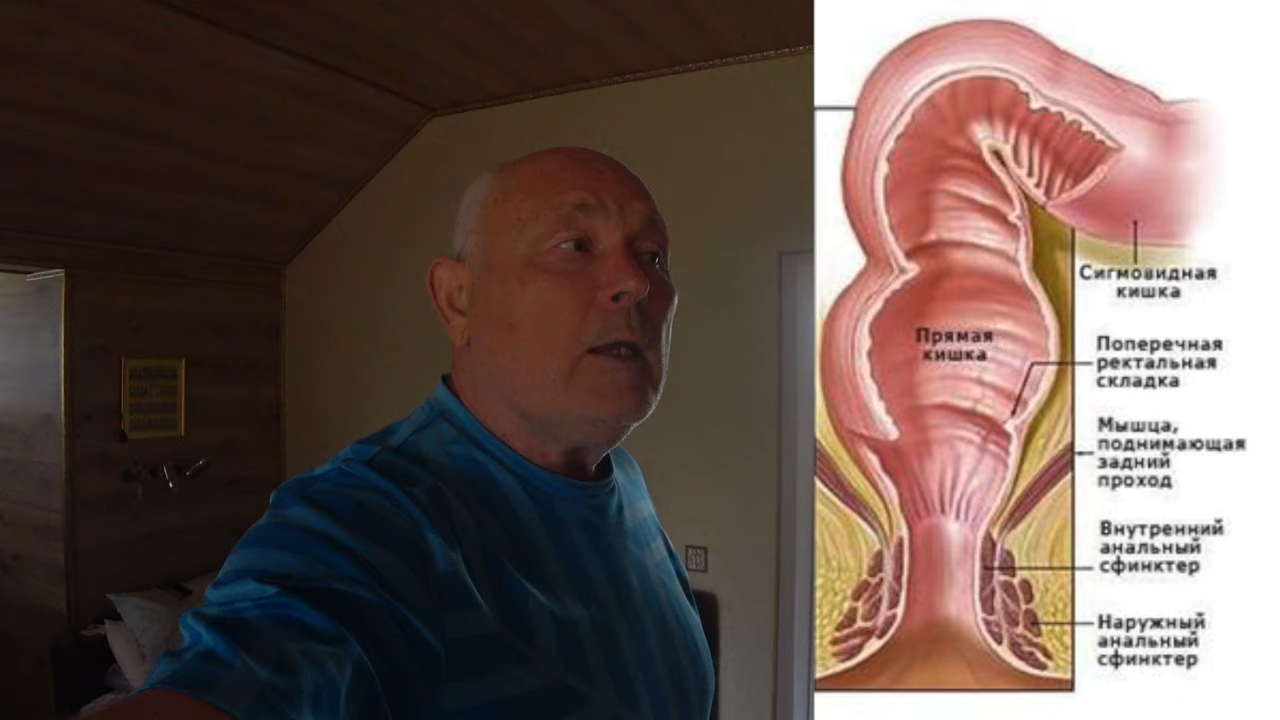 Сигмовидная
кишка
Прямая
кишка
Поперечная
ректальная
складка
Мышца,
поднимающая
задний
проход
Внутренний
анальный
сфинктер
Наружный
анальный
сфинктер